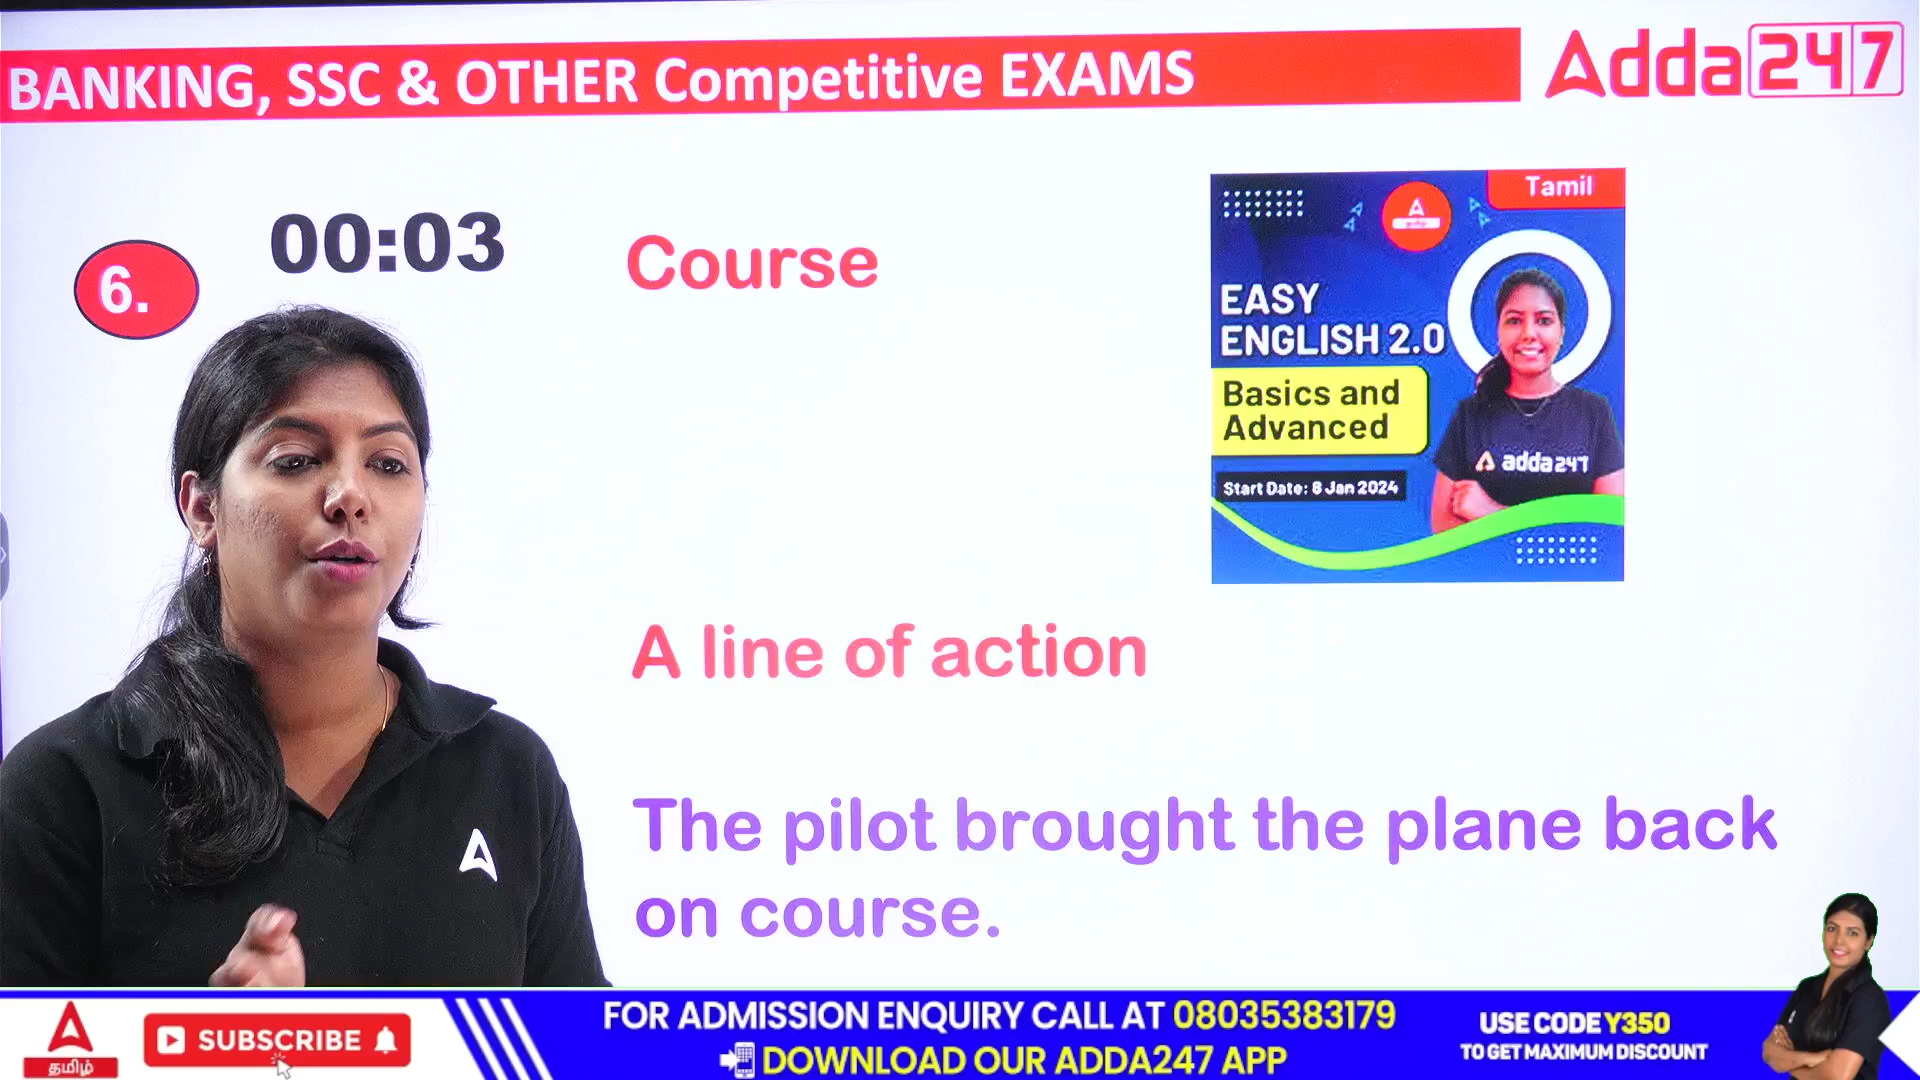 BANKING, SSC & OTHER Competitive EXAMS
Adda247
00:03
6.
Course
Tamil
EASY
ENGLISH 2.0
Basics and
Advanced
adda247
Start Date: 8 Jan 2024
A line of action
The pilot brought the plane back
on course.
FOR ADMISSION ENQUIRY CALL AT 08035383179
DOWNLOAD OUR ADDA247 APP
SUBSCRIBE
தமிழ்
USE CODE Y350
TO GET MAXIMUM DISCOUNT